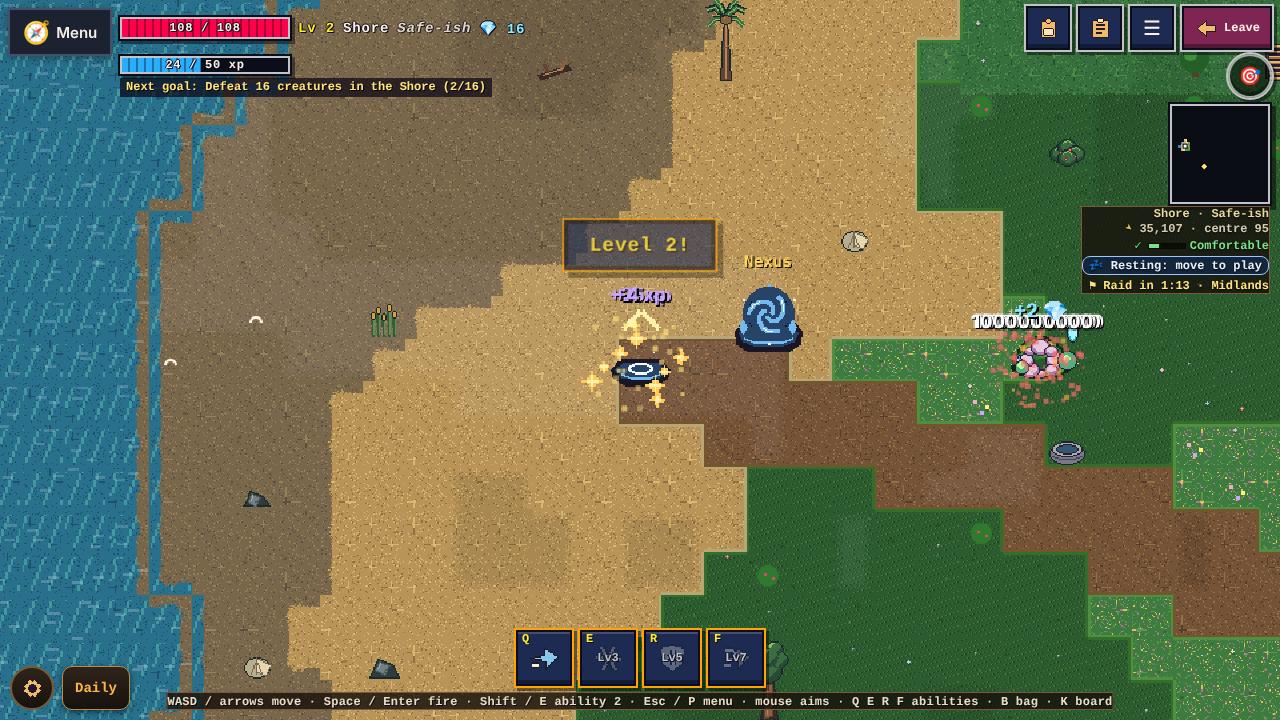 Menu
108 / 108
Lv 2 Shore Safe-ish 16
24 / 50 xp
Next goal: Defeat 16 creatures in the Shore (2/16)
Leave
Shore · Safe-ish
35,107 · centre 95
✓ Comfortable
Resting: move to play
Raid in 1:13 · Midlands
Level 2!
Nexus
+2
Q
E
Lv3
R
Lv5
F
Lv7
Daily
WASD / arrows move · Space / Enter fire · Shift / E ability 2 · Esc / P menu · mouse aims · Q E R F abilities · B bag · K board